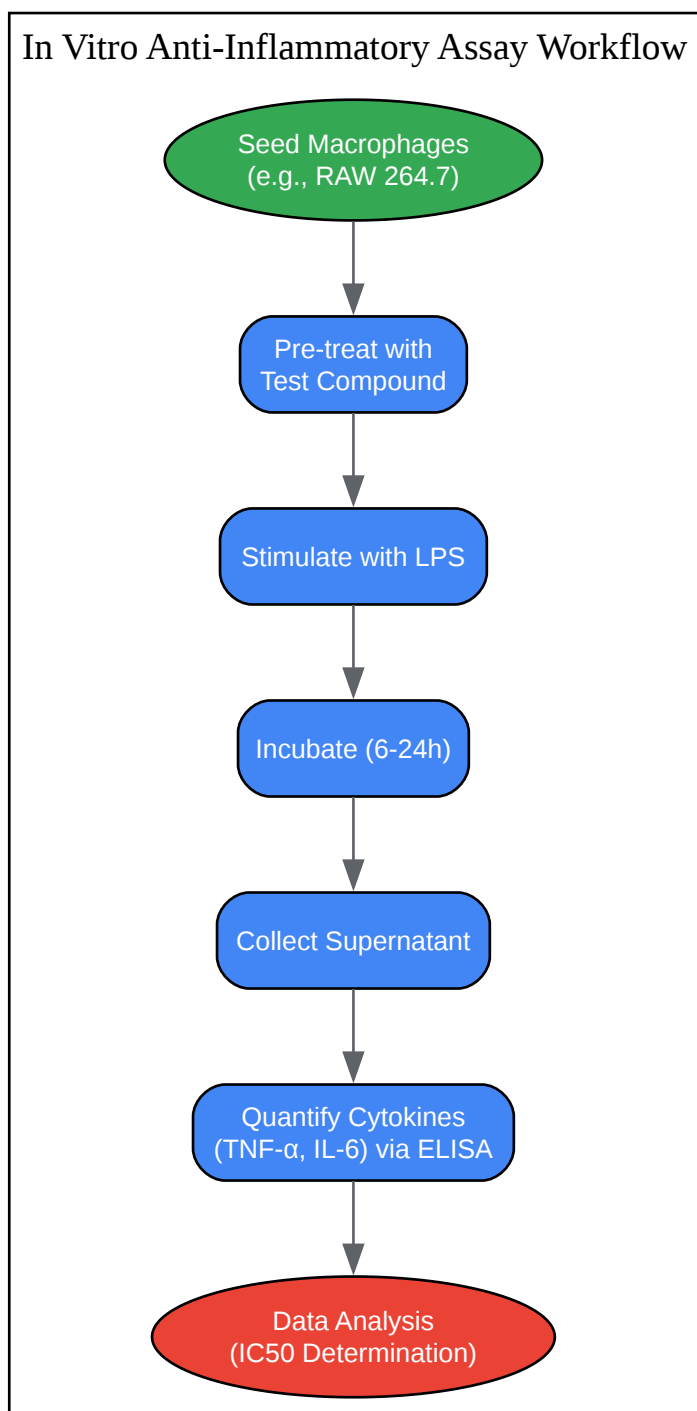 In Vitro Anti-Inflammatory Assay Workflow
Seed Macrophages
(e.g., RAW 264.7)
Pre-treat with
Test Compound
Stimulate with LPS
Incubate (6-24h)
Collect Supernatant
Quantify Cytokines
(TNF-α, IL-6) via ELISA
Data Analysis
(IC50 Determination)